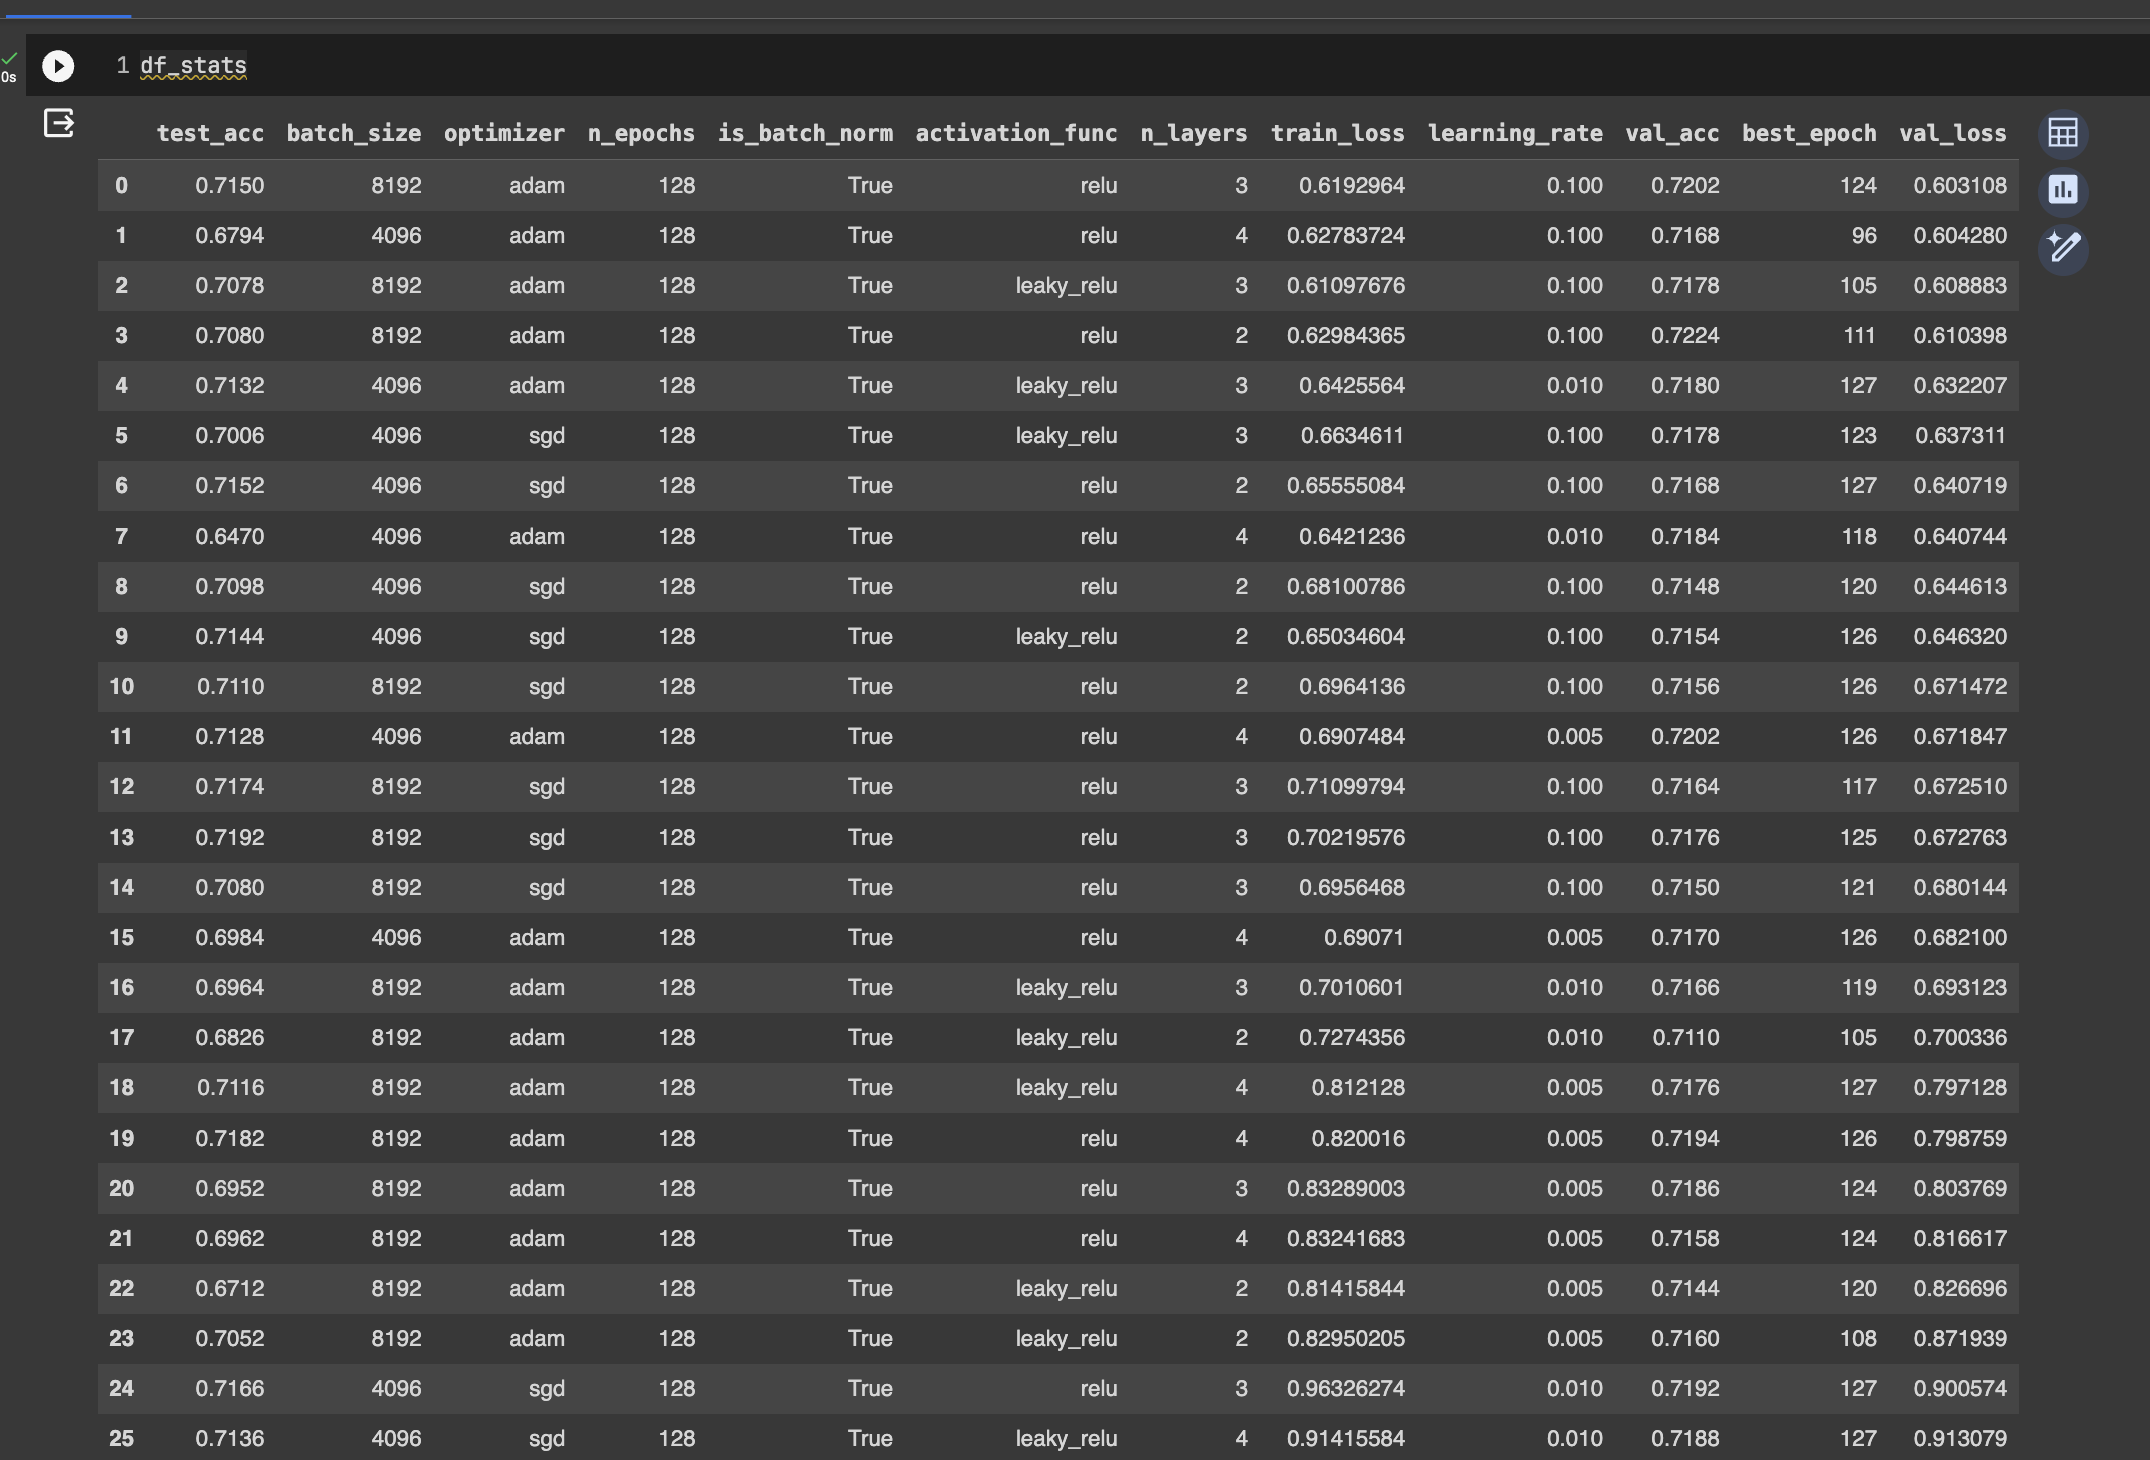 0s
1 df_stats
test_acc batch_size optimizer n_epochs is_batch_norm activation_func n_layers train_loss learning_rate val_acc best_epoch val_loss
0 0.7150 8192 adam 128 True relu 3 0.6192964 0.100 0.7202 124 0.603108
1 0.6794 4096 adam 128 True relu 4 0.62783724 0.100 0.7168 96 0.604280
2 0.7078 8192 adam 128 True leaky_relu 3 0.61097676 0.100 0.7178 105 0.608883
3 0.7080 8192 adam 128 True relu 2 0.62984365 0.100 0.7224 111 0.610398
4 0.7132 4096 adam 128 True leaky_relu 3 0.6425564 0.010 0.7180 127 0.632207
5 0.7006 4096 sgd 128 True leaky_relu 3 0.6634611 0.100 0.7178 123 0.637311
6 0.7152 4096 sgd 128 True relu 2 0.65555084 0.100 0.7168 127 0.640719
7 0.6470 4096 adam 128 True relu 4 0.6421236 0.010 0.7184 118 0.640744
8 0.7098 4096 sgd 128 True relu 2 0.68100786 0.100 0.7148 120 0.644613
9 0.7144 4096 sgd 128 True leaky_relu 2 0.65034604 0.100 0.7154 126 0.646320
10 0.7110 8192 sgd 128 True relu 2 0.6964136 0.100 0.7156 126 0.671472
11 0.7128 4096 adam 128 True relu 4 0.6907484 0.005 0.7202 126 0.671847
12 0.7174 8192 sgd 128 True relu 3 0.71099794 0.100 0.7164 117 0.672510
13 0.7192 8192 sgd 128 True relu 3 0.70219576 0.100 0.7176 125 0.672763
14 0.7080 8192 sgd 128 True relu 3 0.6956468 0.100 0.7150 121 0.680144
15 0.6984 4096 adam 128 True relu 4 0.69071 0.005 0.7170 126 0.682100
16 0.6964 8192 adam 128 True leaky_relu 3 0.7010601 0.010 0.7166 119 0.693123
17 0.6826 8192 adam 128 True leaky_relu 2 0.7274356 0.010 0.7110 105 0.700336
18 0.7116 8192 adam 128 True leaky_relu 4 0.812128 0.005 0.7176 127 0.797128
19 0.7182 8192 adam 128 True relu 4 0.820016 0.005 0.7194 126 0.798759
20 0.6952 8192 adam 128 True relu 3 0.83289003 0.005 0.7186 124 0.803769
21 0.6962 8192 adam 128 True relu 4 0.83241683 0.005 0.7158 124 0.816617
22 0.6712 8192 adam 128 True leaky_relu 2 0.81415844 0.005 0.7144 120 0.826696
23 0.7052 8192 adam 128 True leaky_relu 2 0.82950205 0.005 0.7160 108 0.871939
24 0.7166 4096 sgd 128 True relu 3 0.96326274 0.010 0.7192 127 0.900574
25 0.7136 4096 sgd 128 True leaky_relu 4 0.91415584 0.010 0.7188 127 0.913079